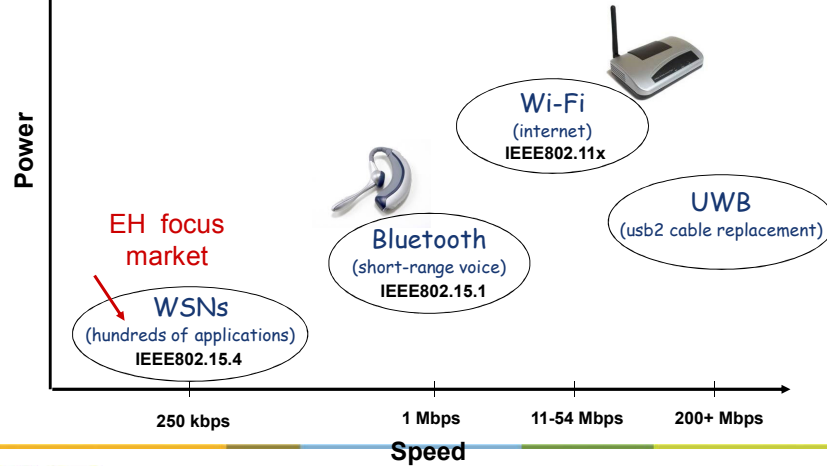 Power
EH focus
market
WSNs
(hundreds of applications)
IEEE802.15.4
Bluetooth
(short-range voice)
IEEE802.15.1
Wi-Fi
(internet)
IEEE802.11x
UWB
(usb2 cable replacement)
250 kbps
1 Mbps
11-54 Mbps
200+ Mbps
Speed